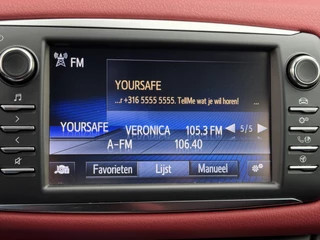 FM
YOURSAFE
...r +316 5555 5555. TellMe wat je wil horen!
YOURSAFE VERONICA 105.3 FM 5/5
A-FM 106.40
Favorieten Lijst Manueel